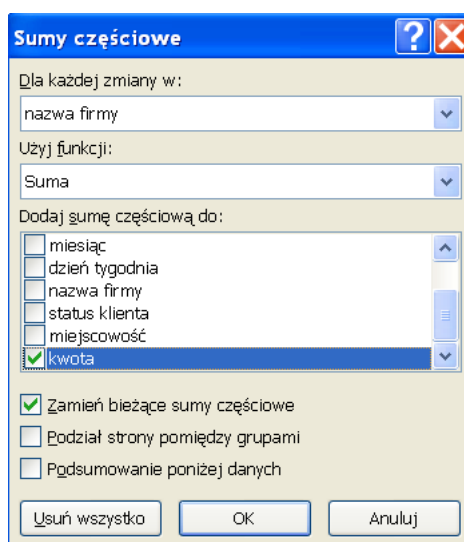 Sumy częściowe
Dla każdej zmiany w:
nazwa firmy
Użyj funkcji:
Suma
Dodaj sumę częściową do:
miesiąc
dzień tygodnia
nazwa firmy
status klienta
miejscowość
kwota
Zamień bieżące sumy częściowe
Podział strony pomiędzy grupami
Podsumowanie poniżej danych
Usuń wszystko OK Anuluj